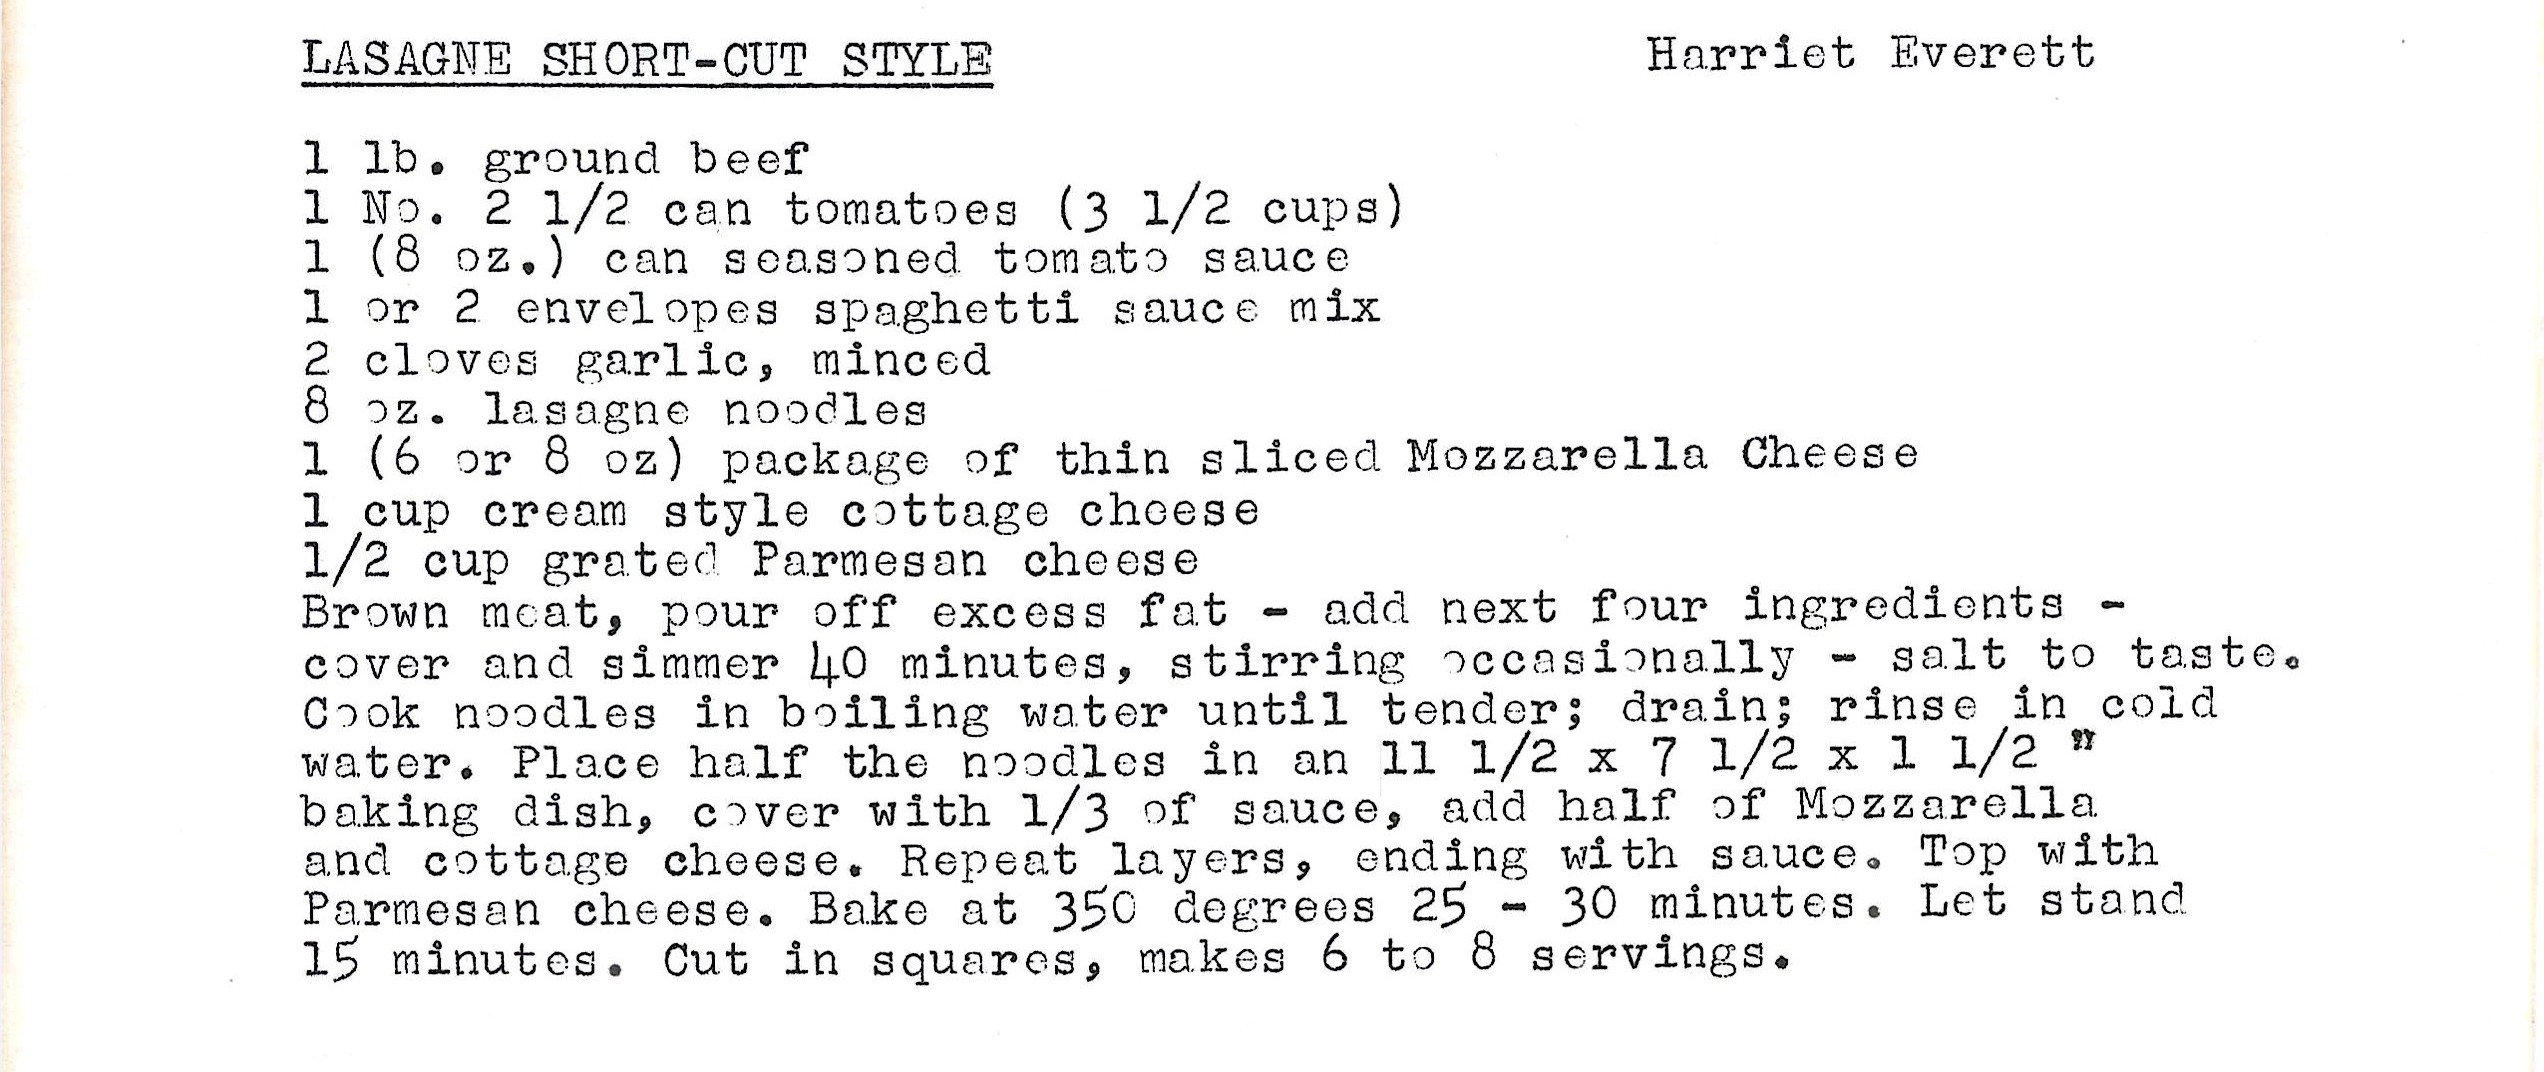 LASAGNE SHORT-CUT STYLE Harriet Everett
1 lb. ground beef
1 No. 2 1/2 can tomatoes (3 1/2 cups)
1 (8 oz.) can seasoned tomato sauce
1 or 2 envelopes spaghetti sauce mix
2 cloves garlic, minced
8 oz. lasagne noodles
1 (6 or 8 oz) package of thin sliced Mozzarella Cheese
1 cup cream style cottage cheese
1/2 cup grated Parmesan cheese
Brown meat, pour off excess fat - add next four ingredients -
cover and simmer 40 minutes, stirring occasionally - salt to taste.
Cook noodles in boiling water until tender; drain; rinse in cold
water. Place half the noodles in an 11 1/2 x 7 1/2 x 1 1/2 "
baking dish, cover with 1/3 of sauce, add half of Mozzarella
and cottage cheese. Repeat layers, ending with sauce. Top with
Parmesan cheese. Bake at 350 degrees 25 - 30 minutes. Let stand
15 minutes. Cut in squares, makes 6 to 8 servings.